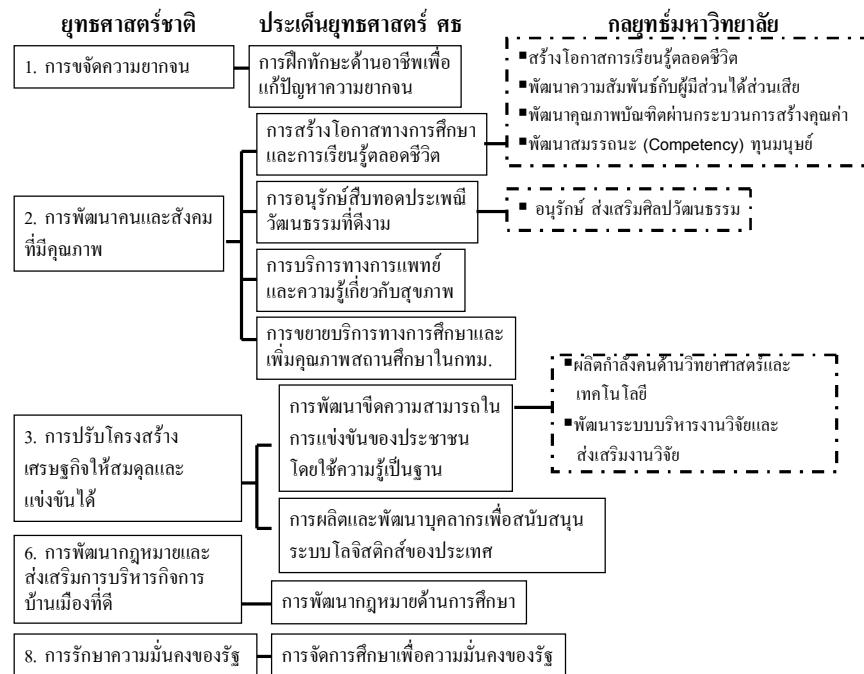 ยุทธศาสตร์ชาติ ประเด็นยุทธศาสตร์ ศธ กลยุทธ์มหาวิทยาลัย
1. การขจัดความยากจน
การฝึกทักษะด้านอาชีพเพื่อ
แก้ปัญหาความยากจน
▪สร้างโอกาสการเรียนรู้ตลอดชีวิต
▪พัฒนาความสัมพันธ์กับผู้มีส่วนได้ส่วนเสีย
▪พัฒนาคุณภาพบัณฑิตผ่านกระบวนการสร้างคุณค่า
▪พัฒนาสมรรถนะ (Competency) ทุนมนุษย์
2. การพัฒนาคนและสังคม
ที่มีคุณภาพ
การสร้างโอกาสทางการศึกษา
และการเรียนรู้ตลอดชีวิต
การอนุรักษ์สืบทอดประเพณี
วัฒนธรรมที่ดีงาม
▪ อนุรักษ์ ส่งเสริมศิลปวัฒนธรรม
การบริการทางการแพทย์
และความรู้เกี่ยวกับสุขภาพ
การขยายบริการทางการศึกษาและ
เพิ่มคุณภาพสถานศึกษาในกทม.
3. การปรับโครงสร้าง
เศรษฐกิจให้สมดุลและ
แข่งขันได้
การพัฒนาขีดความสามารถใน
การแข่งขันของประชาชน
โดยใช้ความรู้เป็นฐาน
▪ผลิตกำลังคนด้านวิทยาศาสตร์และ
เทคโนโลยี
▪พัฒนาระบบบริหารงานวิจัยและ
ส่งเสริมงานวิจัย
การผลิตและพัฒนาบุคลากรเพื่อสนับสนุน
ระบบโลจิสติกส์ของประเทศ
6. การพัฒนากฎหมายและ
ส่งเสริมการบริหารกิจการ
บ้านเมืองที่ดี
การพัฒนากฎหมายด้านการศึกษา
8. การรักษาความมั่นคงของรัฐ
การจัดการศึกษาเพื่อความมั่นคงของรัฐ